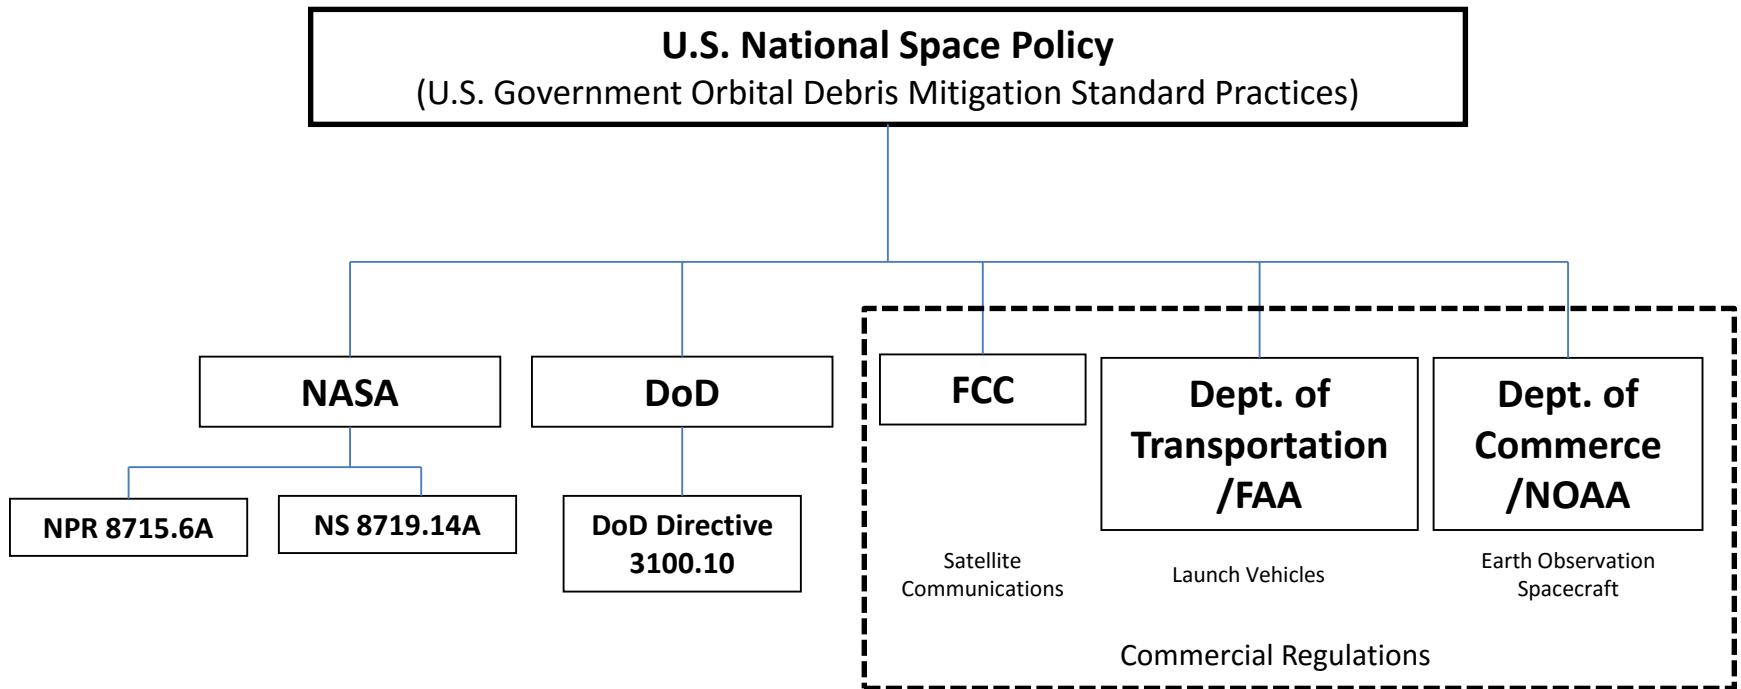 U.S. National Space Policy
(U.S. Government Orbital Debris Mitigation Standard Practices)
NASA
DoD
FCC
Dept. of
Transportation
/FAA
Dept. of
Commerce
/NOAA
NPR 8715.6A
NS 8719.14A
DoD Directive
3100.10
Satellite
Communications
Launch Vehicles
Earth Observation
Spacecraft
Commercial Regulations